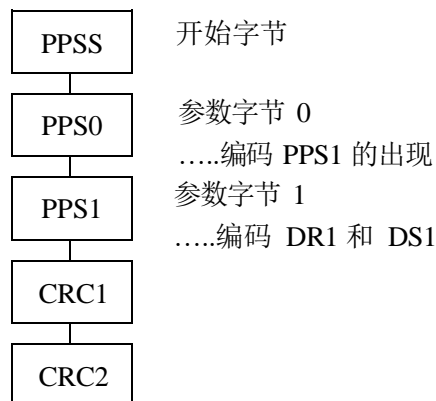 PPSS 开始字节
PPS0 参数字节 0
…..编码 PPS1 的出现
PPS1 参数字节 1
…..编码 DR1 和 DS1
CRC1
CRC2